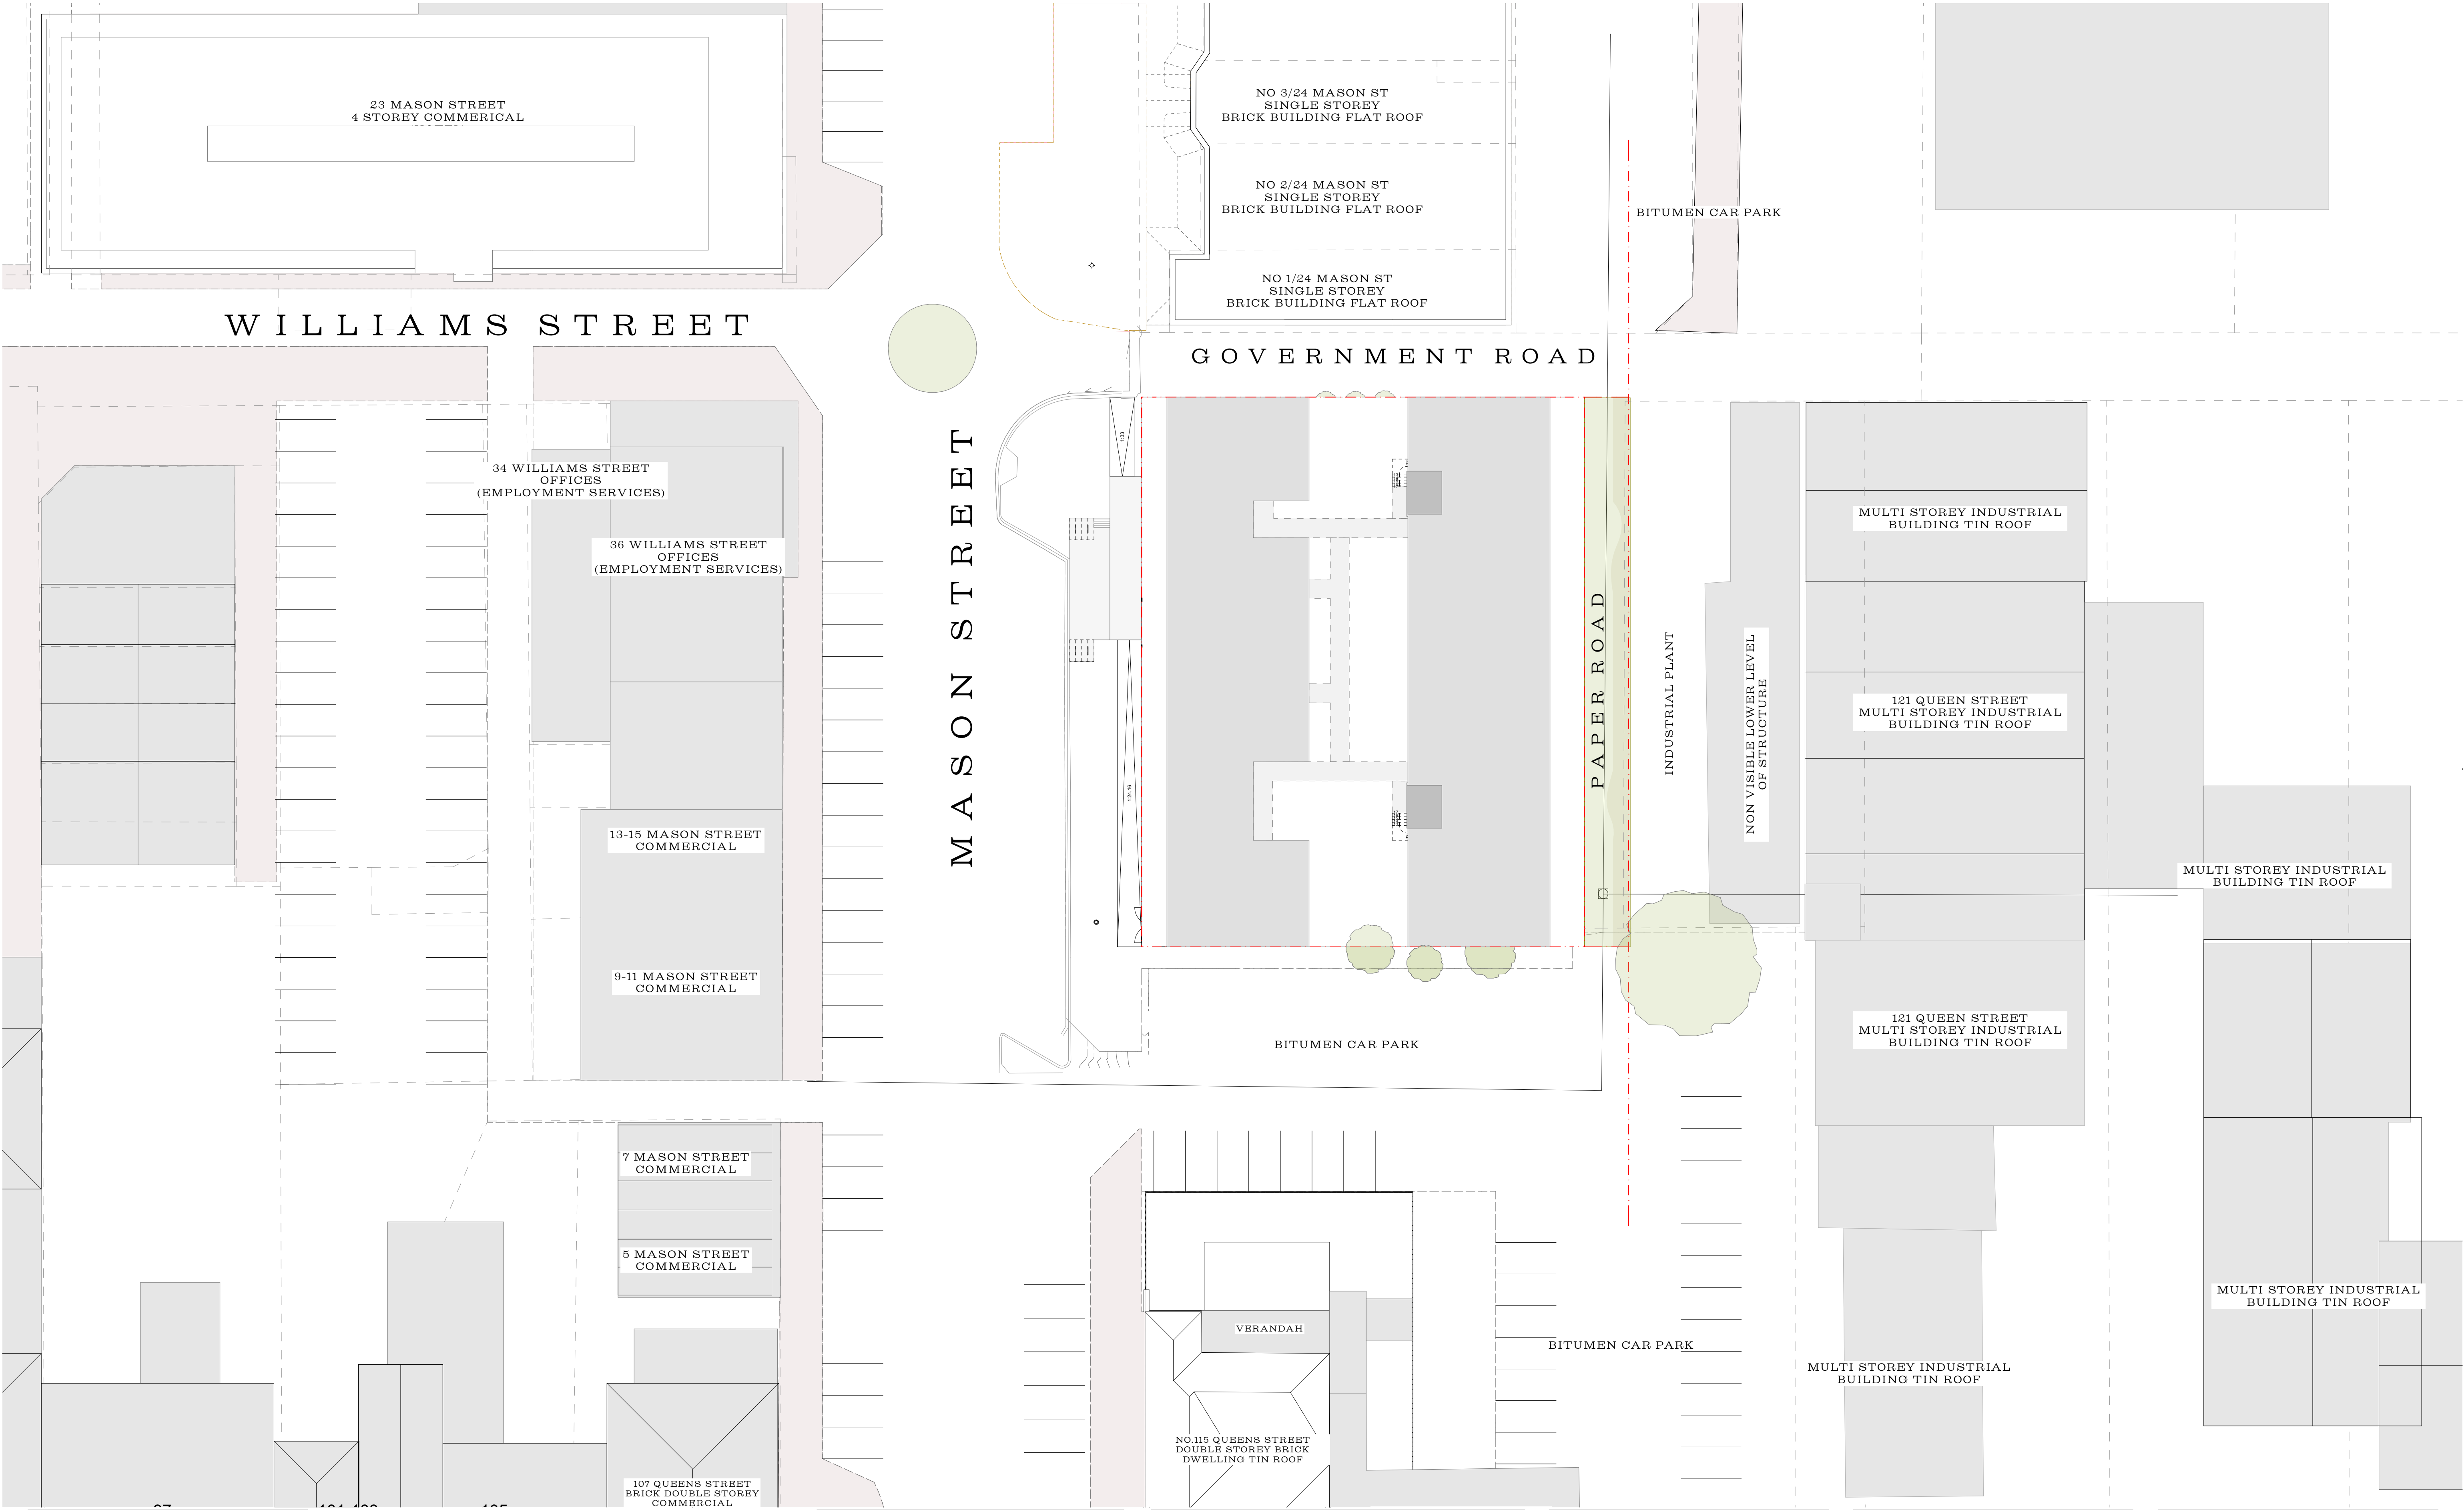 23 MASON STREET
4 STOREY COMMERICAL
NO 3/24 MASON ST
SINGLE STOREY
BRICK BUILDING FLAT ROOF
NO 2/24 MASON ST
SINGLE STOREY
BRICK BUILDING FLAT ROOF
BITUMEN CAR PARK
NO 1/24 MASON ST
SINGLE STOREY
BRICK BUILDING FLAT ROOF
WILLIAMS STREET
GOVERNMENT ROAD
MASON STREET
1:33
34 WILLIAMS STREET
OFFICES
(EMPLOYMENT SERVICES)
36 WILLIAMS STREET
OFFICES
(EMPLOYMENT SERVICES)
MULTI STOREY INDUSTRIAL
BUILDING TIN ROOF
PAPER ROAD
INDUSTRIAL PLANT
NON VISIBLE LOWER LEVEL
OF STRUCTURE
121 QUEEN STREET
MULTI STOREY INDUSTRIAL
BUILDING TIN ROOF
1:24.16
13-15 MASON STREET
COMMERCIAL
MULTI STOREY INDUSTRIAL
BUILDING TIN ROOF
9-11 MASON STREET
COMMERCIAL
121 QUEEN STREET
MULTI STOREY INDUSTRIAL
BUILDING TIN ROOF
BITUMEN CAR PARK
7 MASON STREET
COMMERCIAL
5 MASON STREET
COMMERCIAL
MULTI STOREY INDUSTRIAL
BUILDING TIN ROOF
VERANDAH
BITUMEN CAR PARK
MULTI STOREY INDUSTRIAL
BUILDING TIN ROOF
NO.115 QUEENS STREET
DOUBLE STOREY BRICK
DWELLING TIN ROOF
107 QUEENS STREET
BRICK DOUBLE STOREY
COMMERCIAL